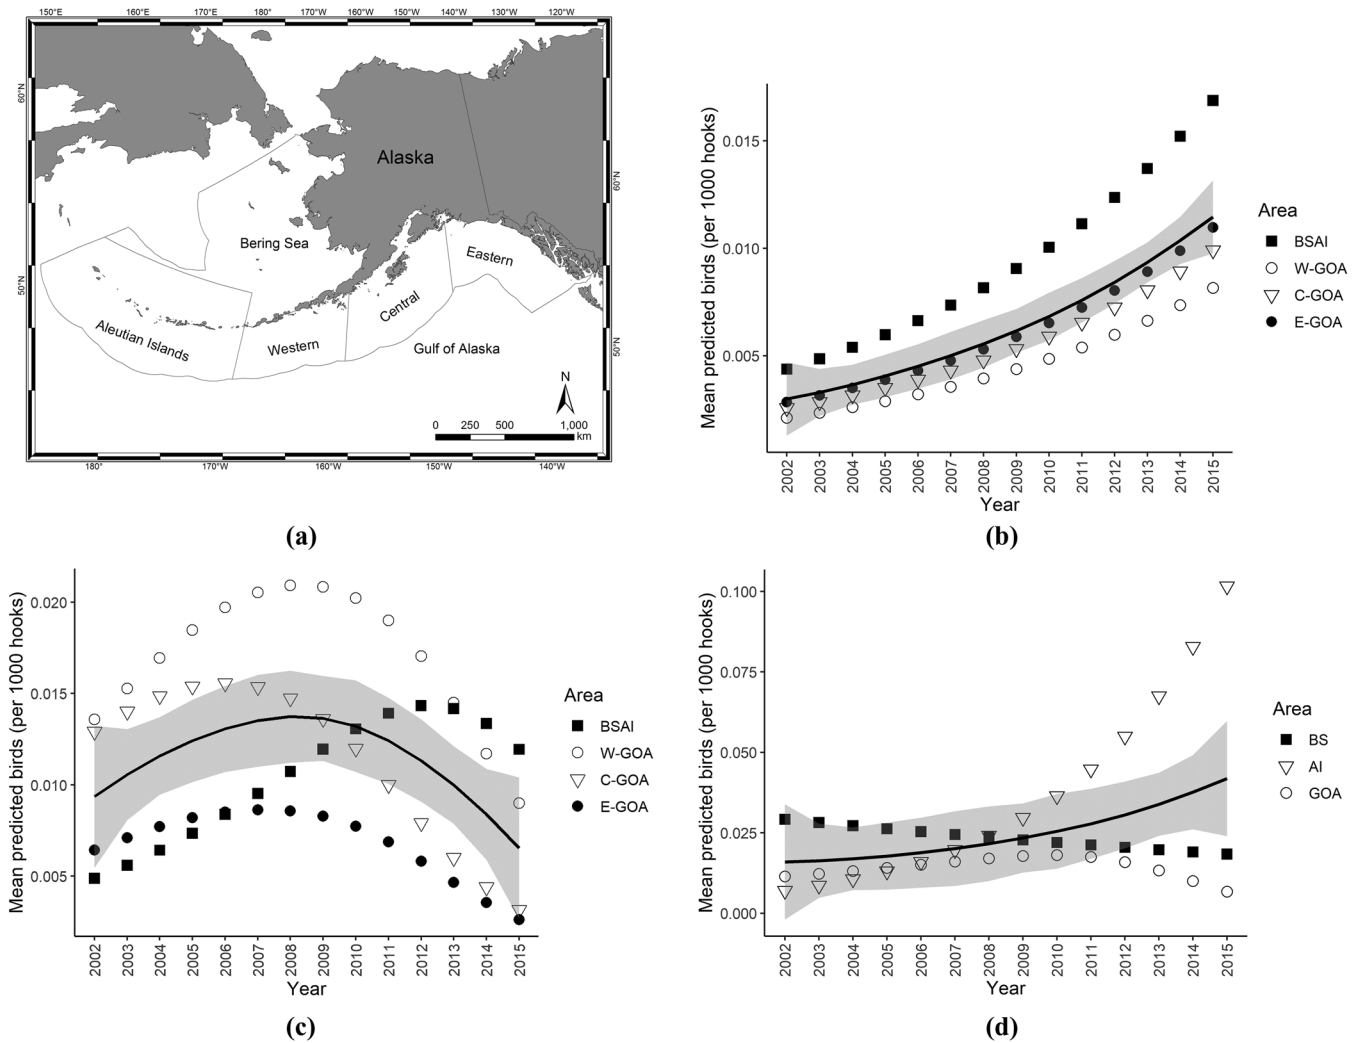 150°E 160°E 170°E 180° 170°W 160°W 150°W 140°W 130°W 120°W
60°N
60°N
Alaska
Bering Sea
Eastern
50°N
Central
Aleutian Islands
Western
Gulf of Alaska
50°N
N
0 250 500 1,000
km
180° 170°W 160°W 150°W 140°W
(a)
Mean predicted birds (per 1000 hooks)
0.015
0.010
0.005
2002 2003 2004 2005 2006 2007 2008 2009 2010 2011 2012 2013 2014 2015
Year
Area
BSAI
W-GOA
C-GOA
E-GOA
(b)
Mean predicted birds (per 1000 hooks)
0.020
0.015
0.010
0.005
2002 2003 2004 2005 2006 2007 2008 2009 2010 2011 2012 2013 2014 2015
Year
Area
BSAI
W-GOA
C-GOA
E-GOA
(c)
Mean predicted birds (per 1000 hooks)
0.100
0.075
0.050
0.025
0.000
2002 2003 2004 2005 2006 2007 2008 2009 2010 2011 2012 2013 2014 2015
Year
Area
BS
AI
GOA
(d)